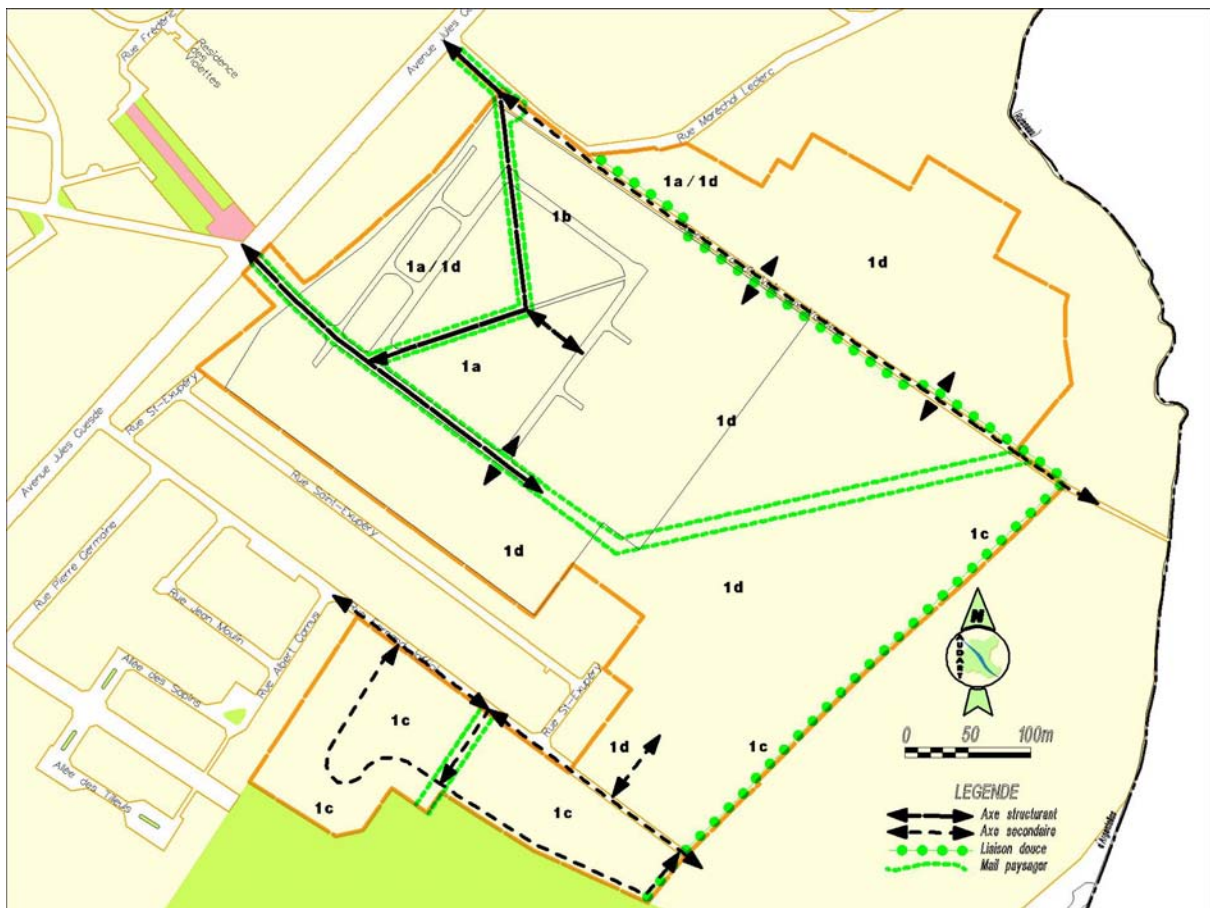 Rue Frédéric
Residence
des
Violettes
Avenue Jules
Rue Maréchal Leclerc
1a/1d
1b
1d
1a/1d
1a
1d
Avenue Jules Guesde
Rue St-Exupéry
Rue Saint-Exupéry
1d
1c
1d
Rue Pierre Germoire
Rue Jean Moulin
Rue Albert Camus
Allée des Sapins
Allée des Tilleuls
Rue St-Exupéry
1c
1d
1c
1c
1c
N
AUDART
0 50 100m
LEGENDE
Axe structurant
Axe secondaire
Liaison douce
Mail paysager